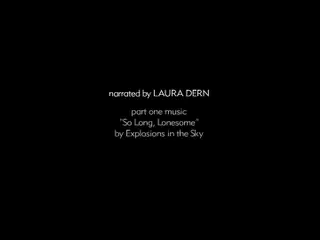 narrated by LAURA DERN
part one music:
"So Long, Lonesome"
by Explosions in the Sky